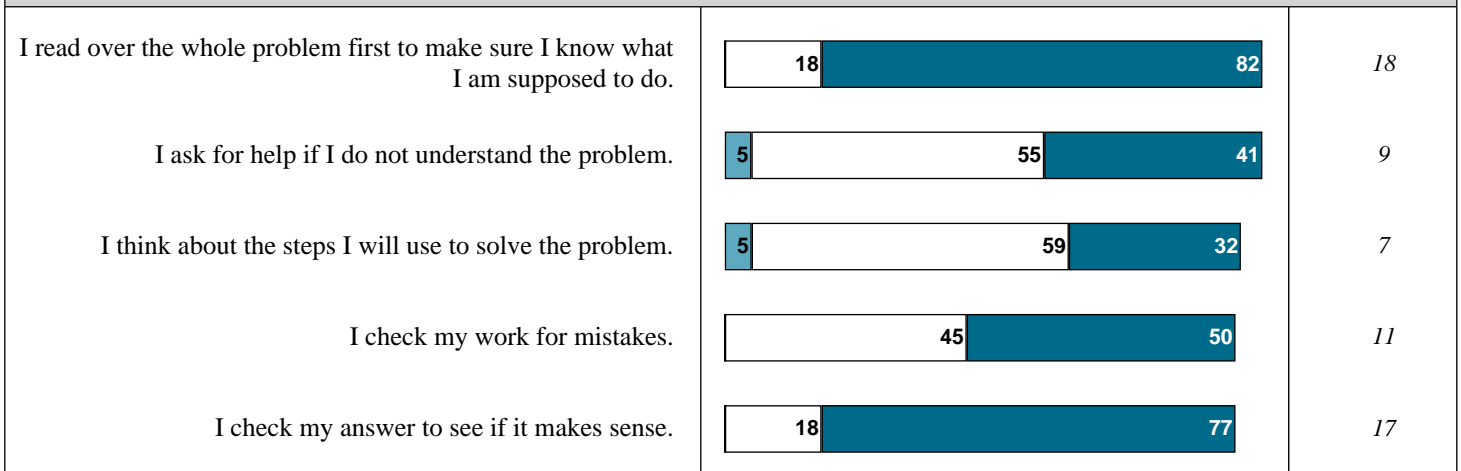 I read over the whole problem first to make sure I know what
I am supposed to do.
18 82
18
I ask for help if I do not understand the problem.
5 55 41
9
I think about the steps I will use to solve the problem.
5 59 32
7
I check my work for mistakes.
45 50
11
I check my answer to see if it makes sense.
18 77
17